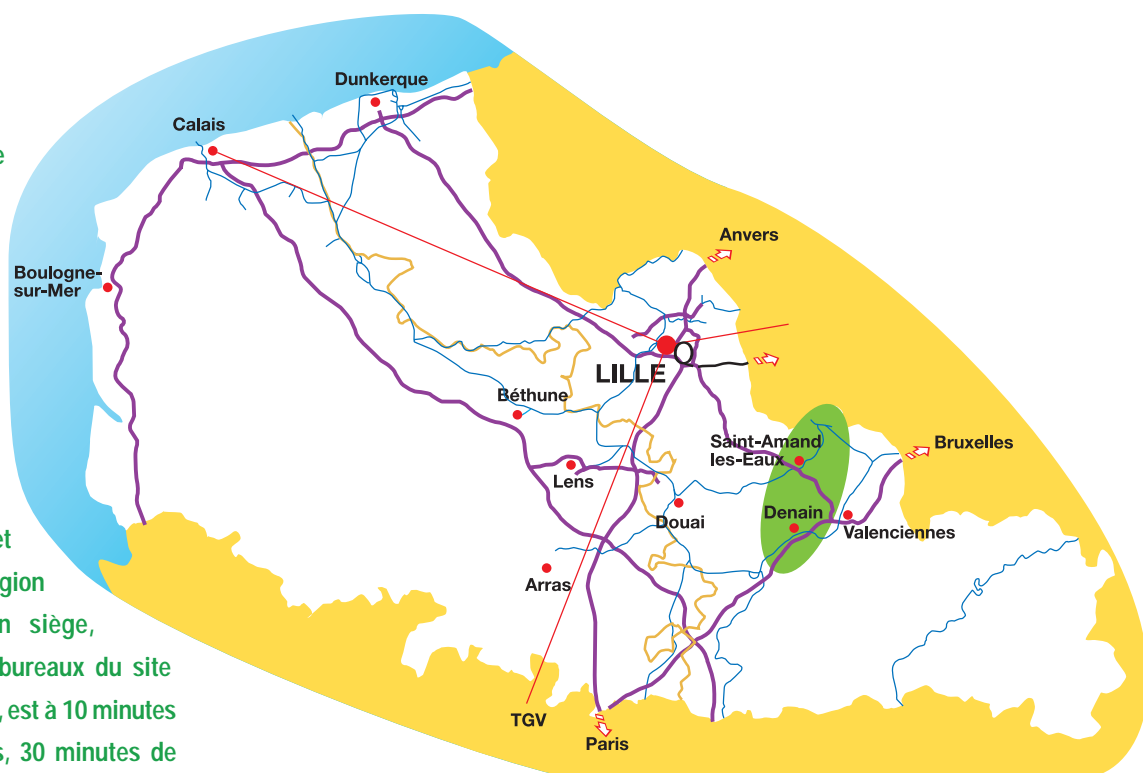 Dunkerque
Calais
e
Anvers
Boulogne-
sur-Mer
LILLE
Béthune
Saint-Amand
les-Eaux
Bruxelles
Lens
Douai
Denain
Valenciennes
Arras
et
gion
n siège,
bureaux du site
, est à 10 minutes
s, 30 minutes de
TGV
Paris